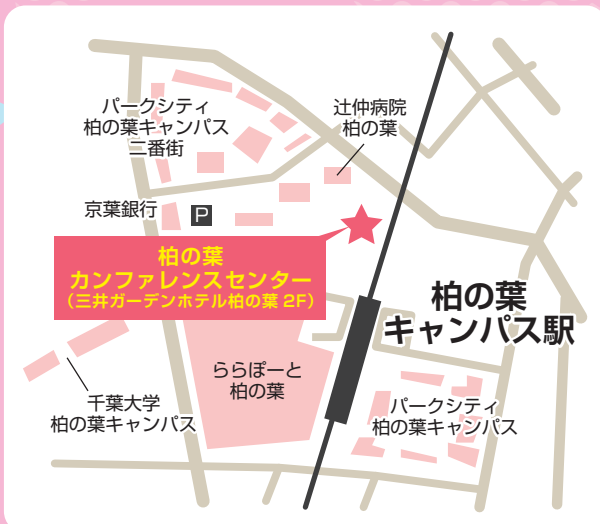 パークシティ
柏の葉キャンパス
二番街
辻仲病院
柏の葉
京葉銀行
P
柏の葉
カンファレンスセンター
(三井ガーデンホテル柏の葉 2F)
柏の葉
キャンパス駅
ららぽーと
柏の葉
千葉大学
柏の葉キャンパス
パークシティ
柏の葉キャンパス